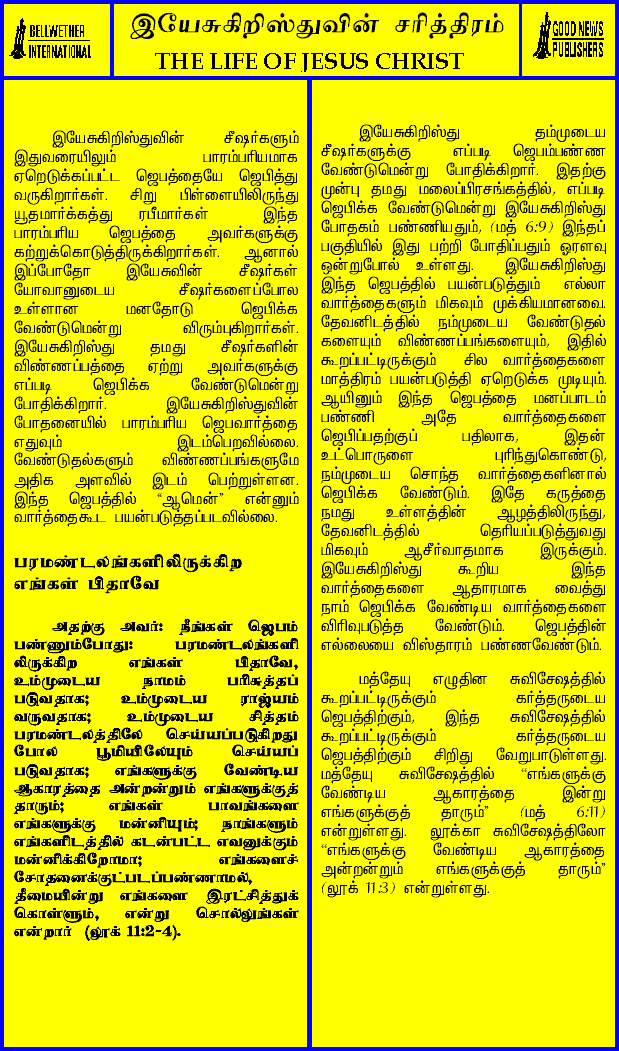 BELLWETHER
INTERNATIONAL
இயேசுகிறிஸ்துவின் சரித்திரம்
THE LIFE OF JESUS CHRIST
GOOD NEWS
PUBLISHERS
இயேசுகிறிஸ்துவின் சீஷர்களும்
இதுவரையிலும் பாரம்பரியமாக
ஏறெடுக்கப்பட்ட ஜெபத்தையே ஜெபித்து
வருகிறார்கள். சிறு பிள்ளையிலிருந்து
யூதமார்க்கத்து ரபீமார்கள் இந்த
பாரம்பரிய ஜெபத்தை அவர்களுக்கு
கற்றுக்கொடுத்திருக்கிறார்கள். ஆனால்
இப்போதோ இயேசுவின் சீஷர்கள்
யோவானுடைய சீஷர்களைப்போல
உள்ளான மனதோடு ஜெபிக்க
வேண்டுமென்று விரும்புகிறார்கள்.
இயேசுகிறிஸ்து தமது சீஷர்களின்
விண்ணப்பத்தை ஏற்று அவர்களுக்கு
எப்படி ஜெபிக்க வேண்டுமென்று
போதிக்கிறார். இயேசுகிறிஸ்துவின்
போதனையில் பாரம்பரிய ஜெபவார்த்தை
எதுவும் இடம்பெறவில்லை.
வேண்டுதல்களும் விண்ணப்பங்களுமே
அதிக அளவில் இடம் பெற்றுள்ளன.
இந்த ஜெபத்தில் “ஆமென்” என்னும்
வார்த்தைகூட பயன்படுத்தப்படவில்லை.
பரமண்டலங்களிலிருக்கிற
எங்கள் பிதாவே
அதற்கு அவர்: நீங்கள் ஜெபம்
பண்ணும்போது: பரமண்டலங்களி
லிருக்கிற எங்கள் பிதாவே,
உம்முடைய நாமம் பரிசுத்தப்
படுவதாக; உம்முடைய ராஜ்யம்
வருவதாக; உம்முடைய சித்தம்
பரமண்டலத்திலே செய்யப்படுகிறது
போல பூமியிலேயும் செய்யப்
படுவதாக; எங்களுக்கு வேண்டிய
ஆகாரத்தை அன்றன்றும் எங்களுக்குத்
தாரும்; எங்கள் பாவங்களை
எங்களுக்கு மன்னியும்; நாங்களும்
எங்களிடத்தில் கடன்பட்ட எவனுக்கும்
மன்னிக்கிறோமே; எங்களைச்
சோதனைக்குட்படப்பண்ணாமல்,
தீமையின்று எங்களை இரட்சித்துக்
கொள்ளும், என்று சொல்லுங்கள்
என்றார் (லூக் 11:2-4).
இயேசுகிறிஸ்து தம்முடைய
சீஷர்களுக்கு எப்படி ஜெபம்பண்ண
வேண்டுமென்று போதிக்கிறார். இதற்கு
முன்பு தமது மலைப்பிரசங்கத்தில், எப்படி
ஜெபிக்க வேண்டுமென்று இயேசுகிறிஸ்து
போதகம் பண்ணியதும், (மத் 6:9) இந்தப்
பகுதியில் இது பற்றி போதிப்பதும் ஓரளவு
ஒன்றுபோல் உள்ளது. இயேசுகிறிஸ்து
இந்த ஜெபத்தில் பயன்படுத்தும் எல்லா
வார்த்தைகளும் மிகவும் முக்கியமானவை.
தேவனிடத்தில் நம்முடைய வேண்டுதல்
களையும் விண்ணப்பங்களையும், இதில்
கூறப்பட்டிருக்கும் சில வார்த்தைகளை
மாத்திரம் பயன்படுத்தி ஏறெடுக்க முடியும்.
ஆயினும் இந்த ஜெபத்தை மனப்பாடம்
பண்ணி அதே வார்த்தைகளை
ஜெபிப்பதற்குப் பதிலாக, இதன்
உட்பொருளை புரிந்துகொண்டு,
நம்முடைய சொந்த வார்த்தைகளினால்
ஜெபிக்க வேண்டும். இதே கருத்தை
நமது உள்ளத்தின் ஆழத்திலிருந்து,
தேவனிடத்தில் தெரியப்படுத்துவது
மிகவும் ஆசீர்வாதமாக இருக்கும்.
இயேசுகிறிஸ்து கூறிய இந்த
வார்த்தைகளை ஆதாரமாக வைத்து
நாம் ஜெபிக்க வேண்டிய வார்த்தைகளை
விரிவுபடுத்த வேண்டும். ஜெபத்தின்
எல்லையை விஸ்தாரம் பண்ணவேண்டும்.
மத்தேயு எழுதின சுவிசேஷத்தில்
கூறப்பட்டிருக்கும் கர்த்தருடைய
ஜெபத்திற்கும், இந்த சுவிசேஷத்தில்
கூறப்பட்டிருக்கும் கர்த்தருடைய
ஜெபத்திற்கும் சிறிது வேறுபாடுள்ளது.
மத்தேயு சுவிசேஷத்தில் “எங்களுக்கு
வேண்டிய ஆகாரத்தை இன்று
எங்களுக்குத் தாரும்” (மத் 6:11)
என்றுள்ளது. லூக்கா சுவிசேஷத்திலோ
“எங்களுக்கு வேண்டிய ஆகாரத்தை
அன்றன்றும் எங்களுக்குத் தாரும்”
(லூக் 11:3) என்றுள்ளது.